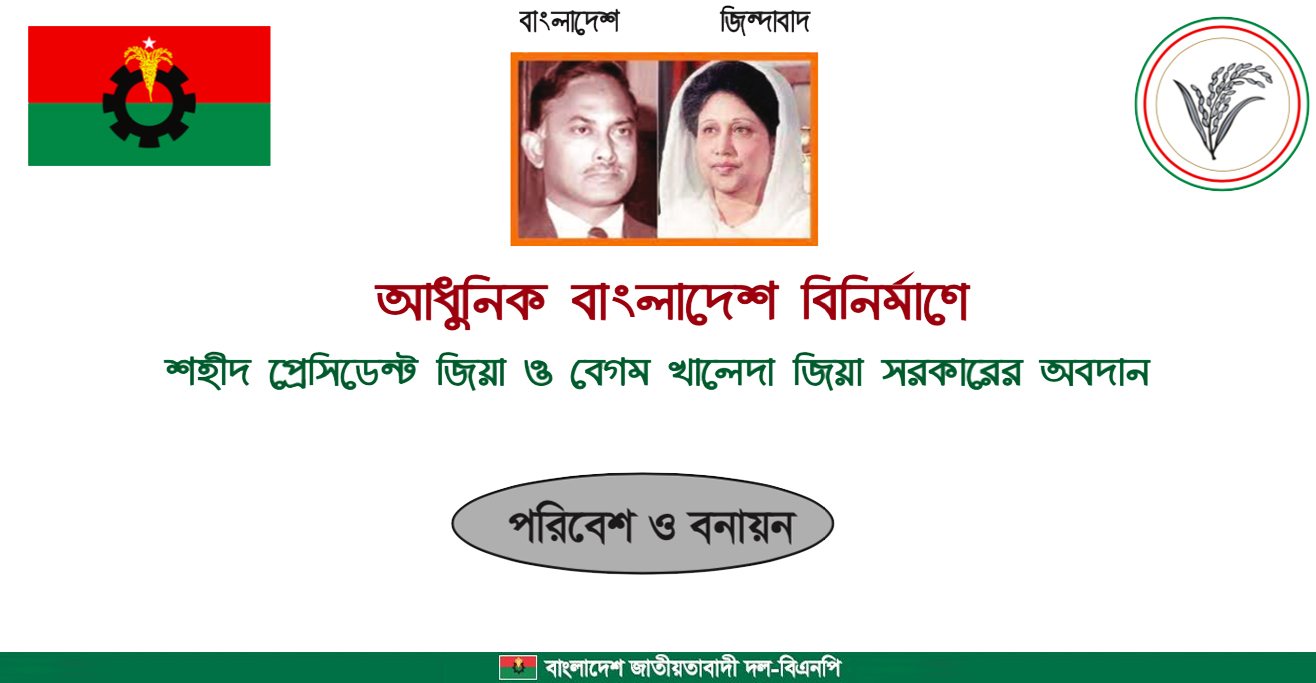 বাংলাদেশ জিন্দাবাদ
আধুনিক বাংলাদেশ বিনির্মাণে
শহীদ প্রেসিডেন্ট জিয়া ও বেগম খালেদা জিয়া সরকারের অবদান
পরিবেশ ও বনায়ন
বাংলাদেশ জাতীয়তাবাদী দল-বিএনপি